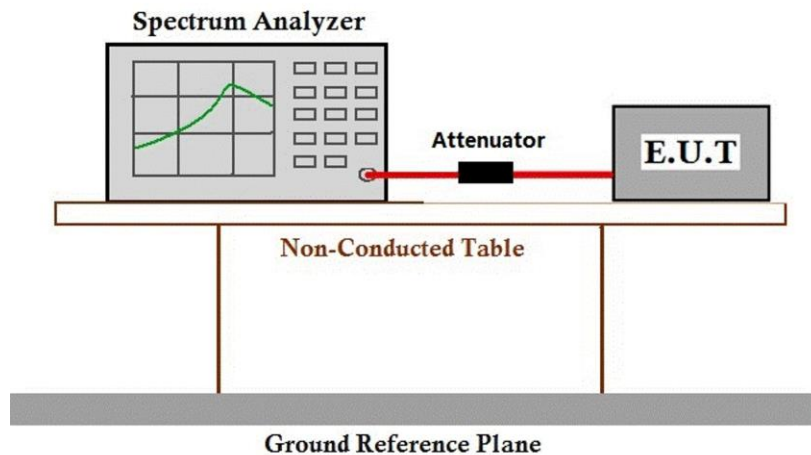 Spectrum Analyzer
Attenuator
E.U.T
Non-Conducted Table
Ground Reference Plane